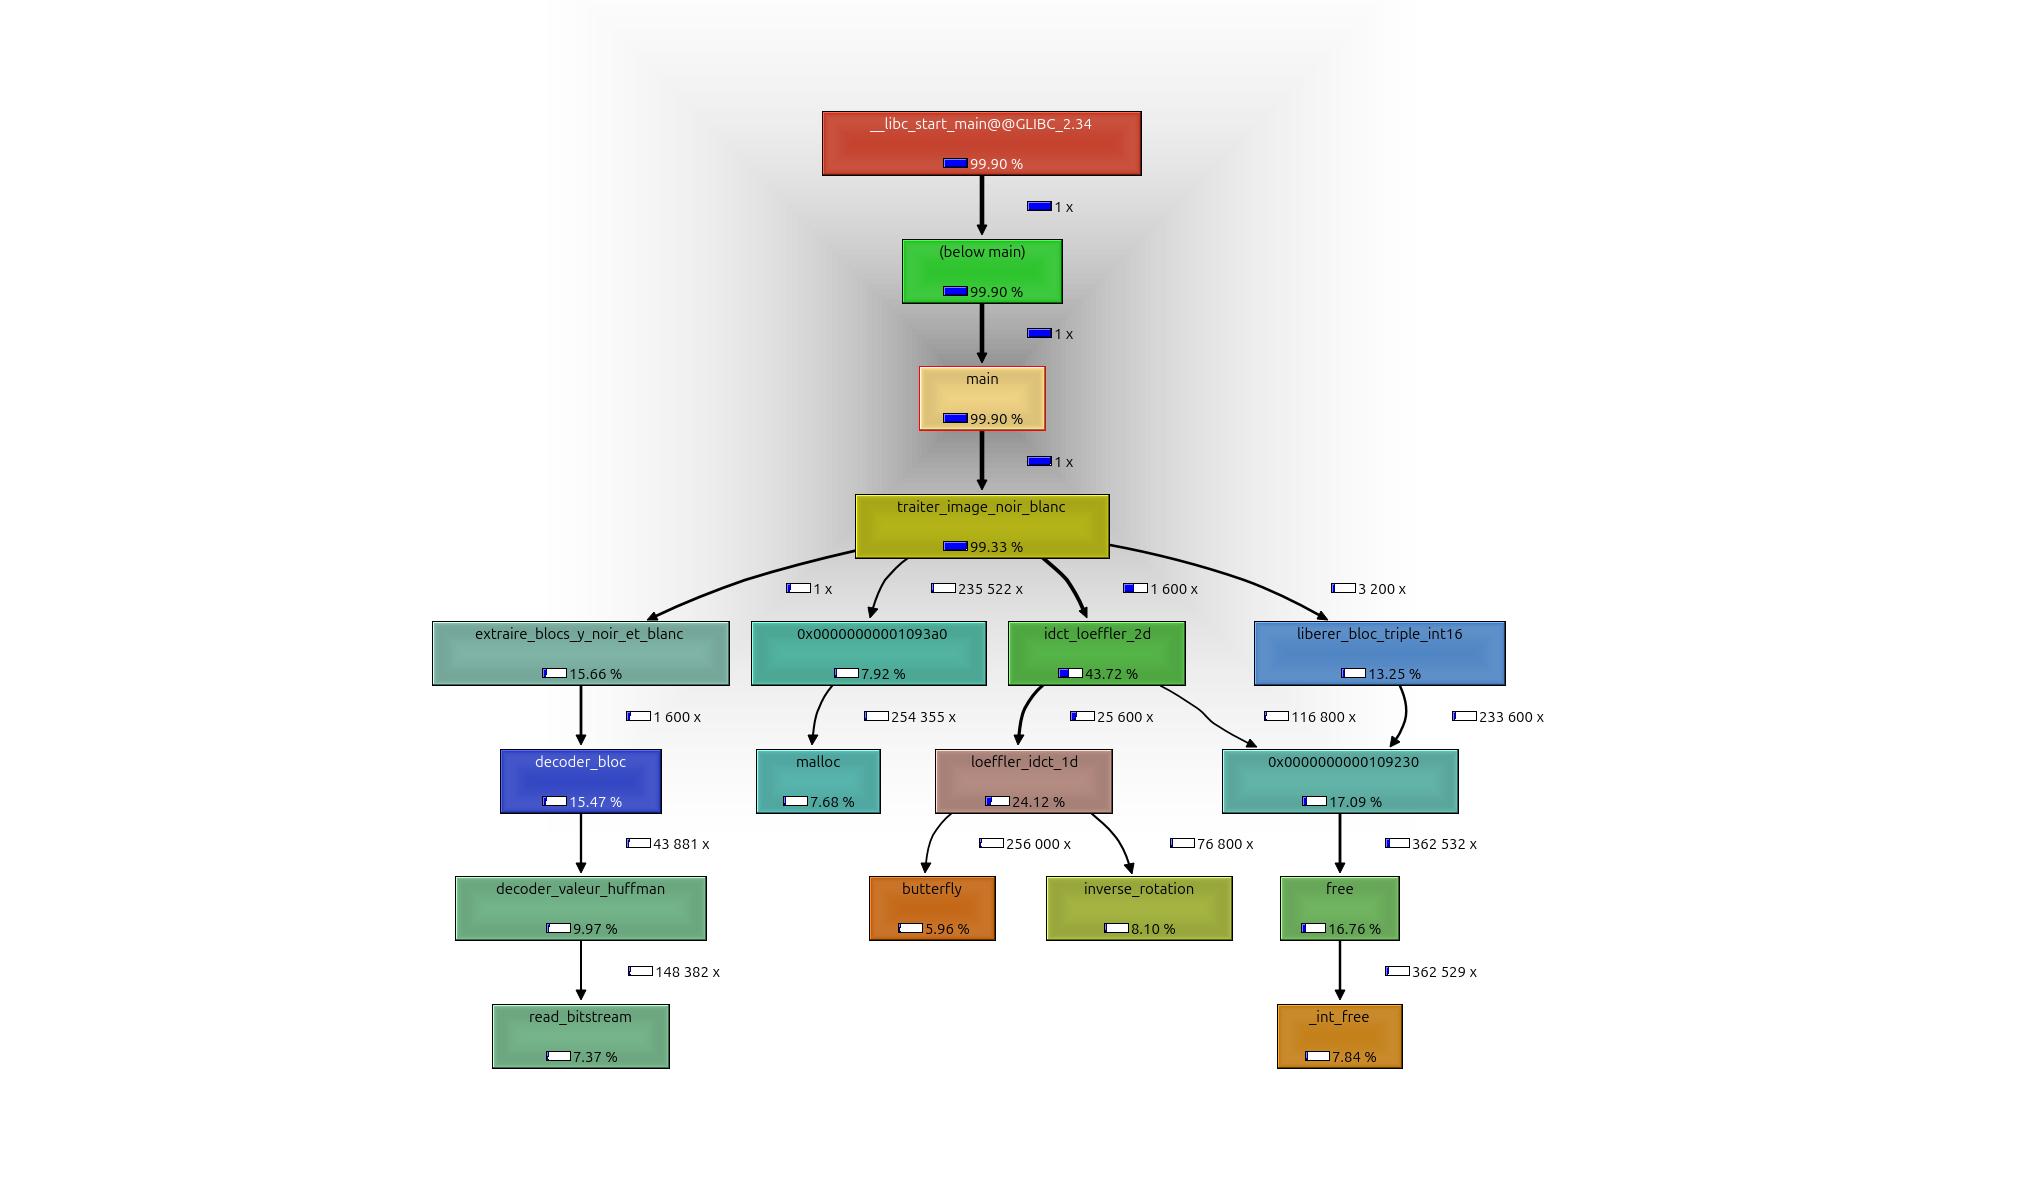 __libc_start_main@@GLIBC_2.34
99.90 %
1 x
(below main)
99.90 %
1 x
main
99.90 %
1 x
traiter_image_noir_blanc
99.33 %
1 x
235 522 x
1 600 x
3 200 x
extraire_blocs_y_noir_et_blanc
15.66 %
0x00000000001093a0
7.92 %
idct_loeffler_2d
43.72 %
liberer_bloc_triple_int16
13.25 %
1 600 x
254 355 x
25 600 x
116 800 x
233 600 x
decoder_bloc
15.47 %
malloc
7.68 %
loeffler_idct_1d
24.12 %
0x0000000000109230
17.09 %
43 881 x
256 000 x
76 800 x
362 532 x
decoder_valeur_huffman
9.97 %
butterfly
5.96 %
inverse_rotation
8.10 %
free
16.76 %
148 382 x
362 529 x
read_bitstream
7.37 %
_int_free
7.84 %